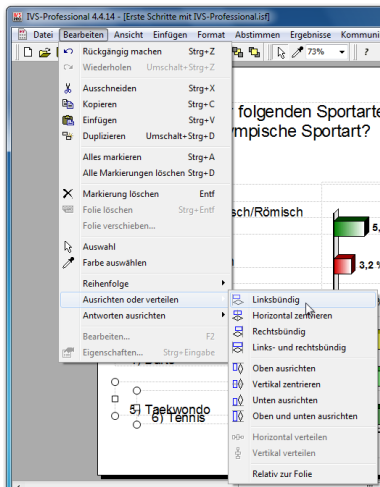 IVS-Professional 4.4.14 - [Erste Schritte mit IVS-Professional.isf]
Datei Bearbeiten Ansicht Einfügen Format Abstimmen Ergebnisse Kommuni
73% ?
Rückgängig machen Strg+Z
Wiederholen Umschalt+Strg+Z
Ausschneiden Strg+X
Kopieren Strg+C
Einfügen Strg+V
Duplizieren Umschalt+Strg+D
Alles markieren Strg+A
Alle Markierungen löschen Strg+D
Markierung löschen Entf
Folie löschen Strg+Entf
Folie verschieben...
Auswahl
Farbe auswählen
Reihenfolge
Ausrichten oder verteilen
Antworten ausrichten
Bearbeiten... F2
Eigenschaften... Strg+Eingabe
folgenden Sportarte
ympische Sportart?
sch/Römisch
5,
3,2 %
Linksbündig
Horizontal zentrieren
Rechtsbündig
Links- und rechtsbündig
Oben ausrichten
Vertikal zentrieren
Unten ausrichten
Oben und unten ausrichten
Horizontal verteilen
Vertikal verteilen
Relativ zur Folie
5) Taekwondo
6) Tennis